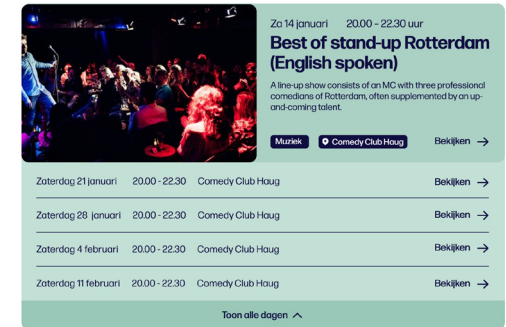 Za 14 januari 20.00 - 22.30 uur
Best of stand-up Rotterdam
(English spoken)
A line-up show consists of an MC with three professional
comedians of Rotterdam, often supplemented by an up-
and-coming talent.
Muziek Comedy Club Haug Bekijken
Zaterdag 21 januari 20.00 - 22.30 Comedy Club Haug Bekijken
Zaterdag 28 januari 20.00 - 22.30 Comedy Club Haug Bekijken
Zaterdag 4 februari 20.00 - 22.30 Comedy Club Haug Bekijken
Zaterdag 11 februari 20.00 - 22.30 Comedy Club Haug Bekijken
Toon alle dagen